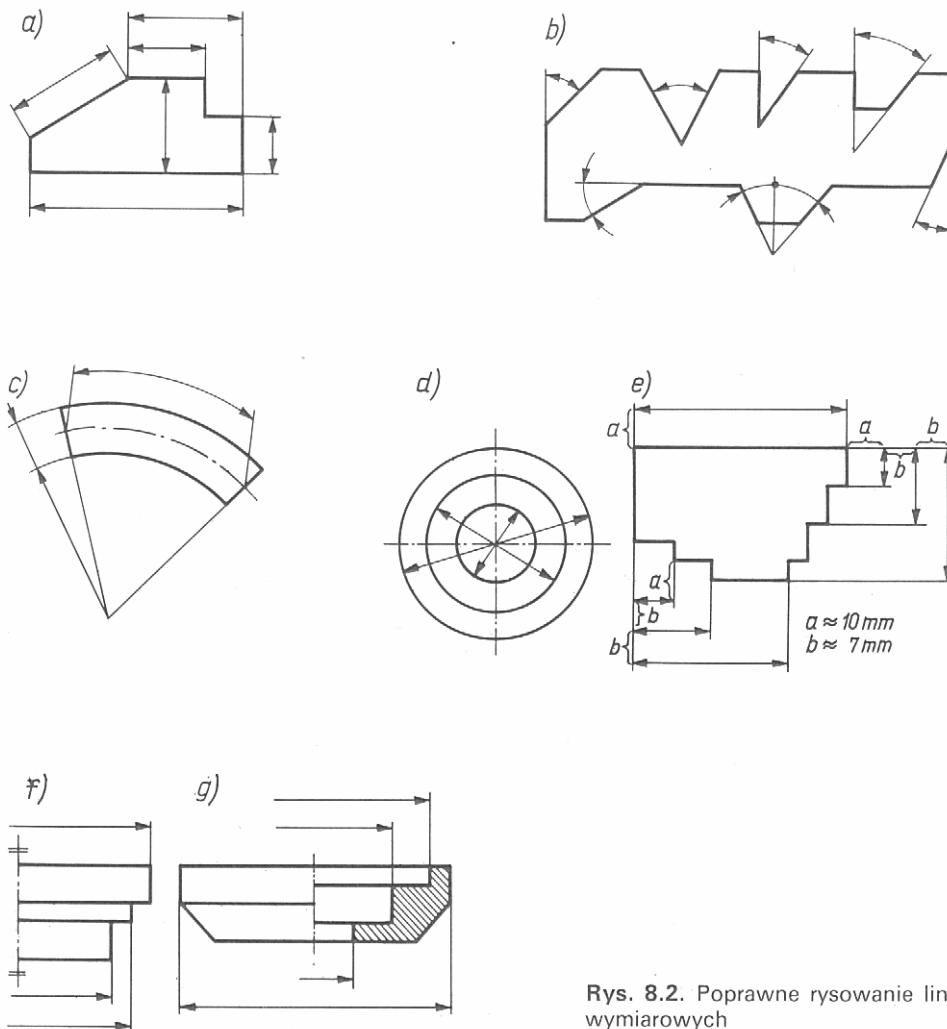 a)
b)
c)
d)
e)
a
a
b
b
a
b
b
a ≈ 10 mm
b ≈ 7 mm
f)
g)
Rys. 8.2. Poprawne rysowanie lin
wymiarowych